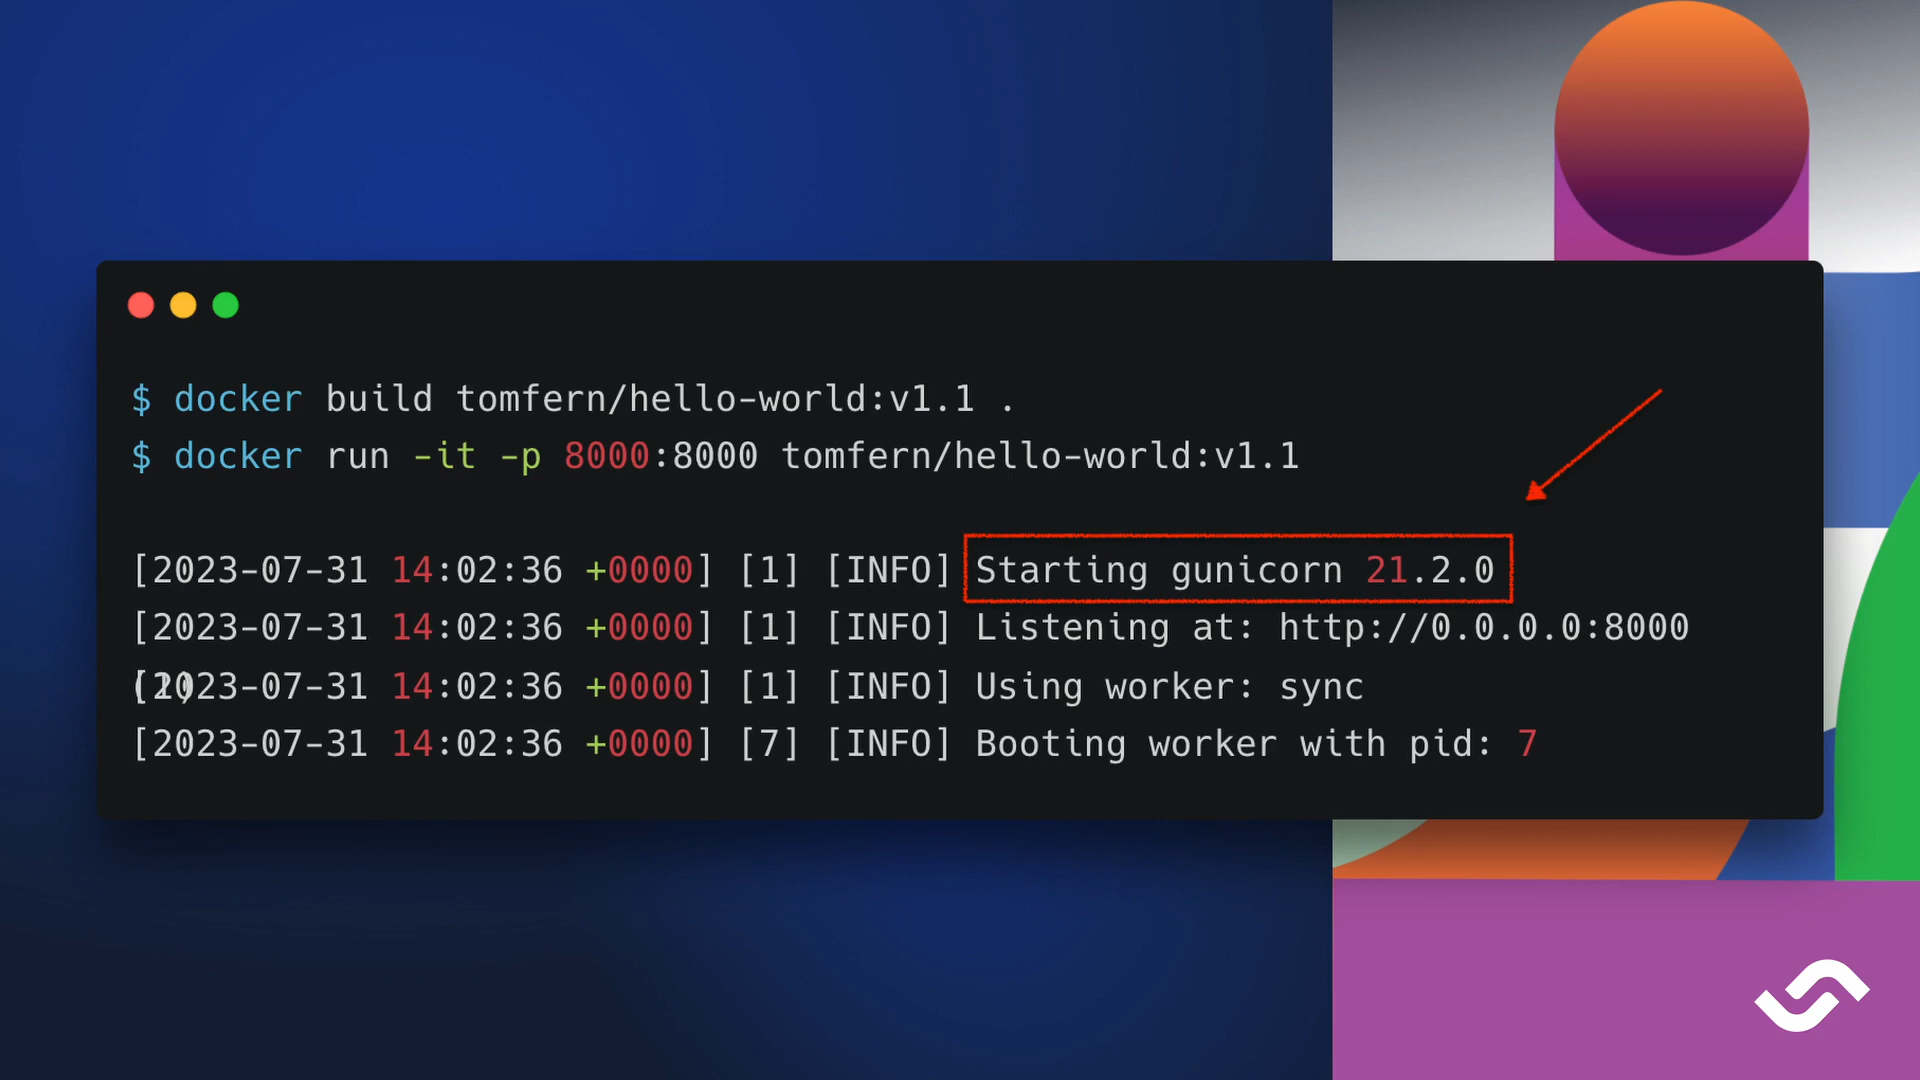 $ docker build tomfern/hello-world:v1.1 .
$ docker run -it -p 8000:8000 tomfern/hello-world:v1.1
[2023-07-31 14:02:36 +0000] [1] [INFO] Starting gunicorn 21.2.0
[2023-07-31 14:02:36 +0000] [1] [INFO] Listening at: http://0.0.0.0:8000
(1)
[2023-07-31 14:02:36 +0000] [1] [INFO] Using worker: sync
[2023-07-31 14:02:36 +0000] [7] [INFO] Booting worker with pid: 7